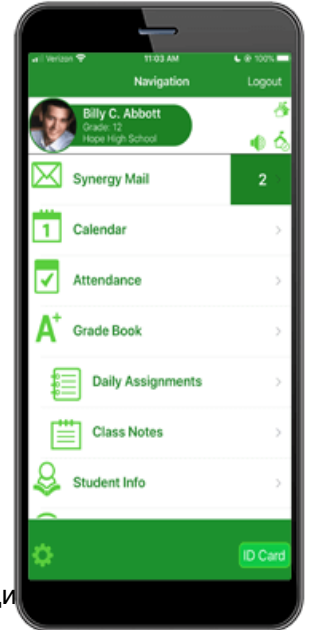 Verizon 11:03 AM 100%
Navigation Logout
Billy C. Abbott
Grade: 12
Hope High School
Synergy Mail 2
1 Calendar
Attendance
A+ Grade Book
Daily Assignments
Class Notes
Student Info
ID Card
ци